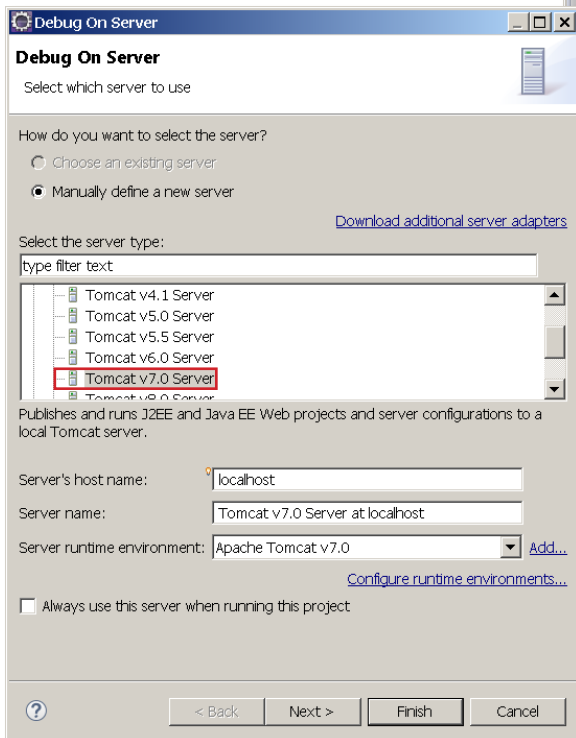 Debug On Server
Debug On Server
Select which server to use
How do you want to select the server?
Choose an existing server
Manually define a new server
Download additional server adapters
Select the server type:
type filter text
Tomcat v4.1 Server
Tomcat v5.0 Server
Tomcat v5.5 Server
Tomcat v6.0 Server
Tomcat v7.0 Server
Tomcat v8.0 Server
Publishes and runs J2EE and Java EE Web projects and server configurations to a
local Tomcat server.
Server's host name: localhost
Server name: Tomcat v7.0 Server at localhost
Server runtime environment: Apache Tomcat v7.0 Add...
Configure runtime environments...
Always use this server when running this project
? < Back Next > Finish Cancel